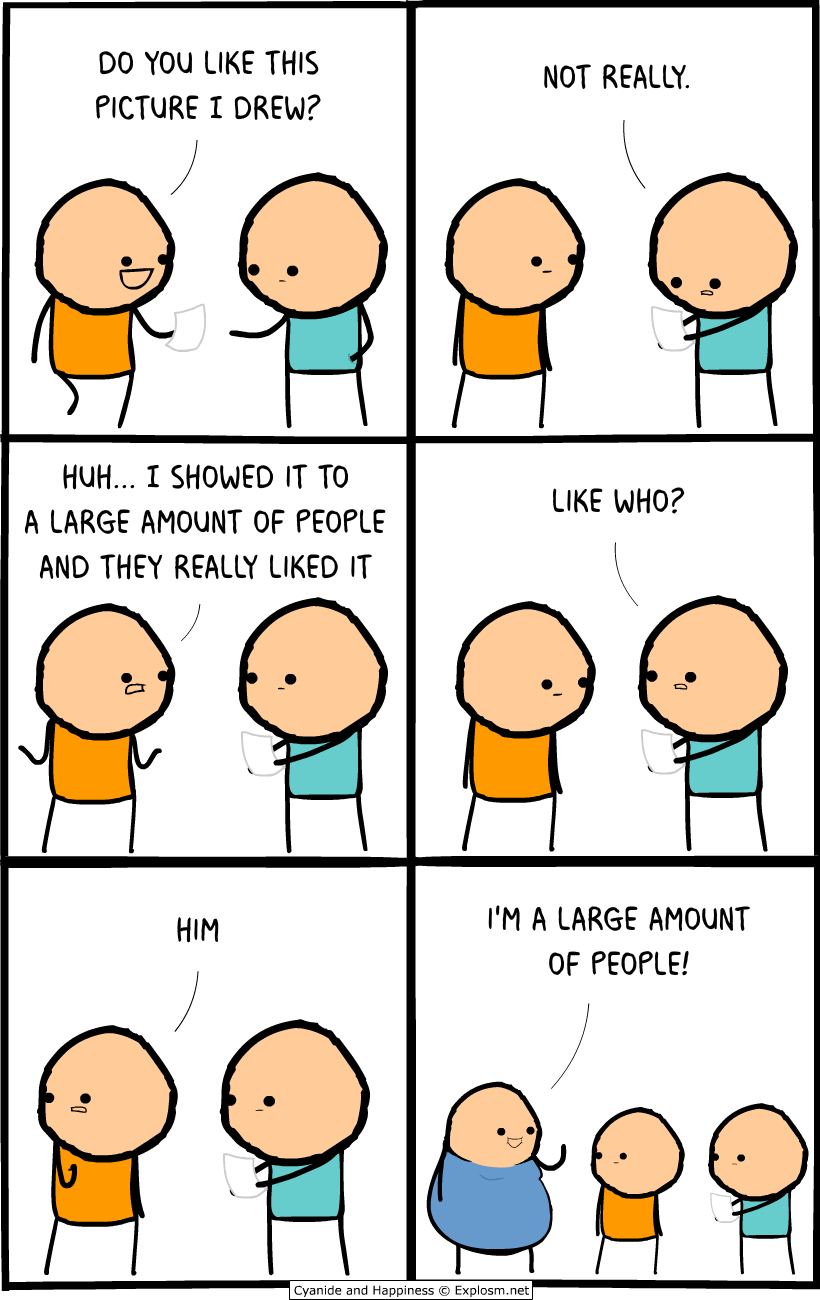 DO YOU LIKE THIS
PICTURE I DREW?
NOT REALLY.
HUH... I SHOWED IT TO
A LARGE AMOUNT OF PEOPLE
AND THEY REALLY LIKED IT
LIKE WHO?
HIM
I'M A LARGE AMOUNT
OF PEOPLE!
Cyanide and Happiness © Explosm.net